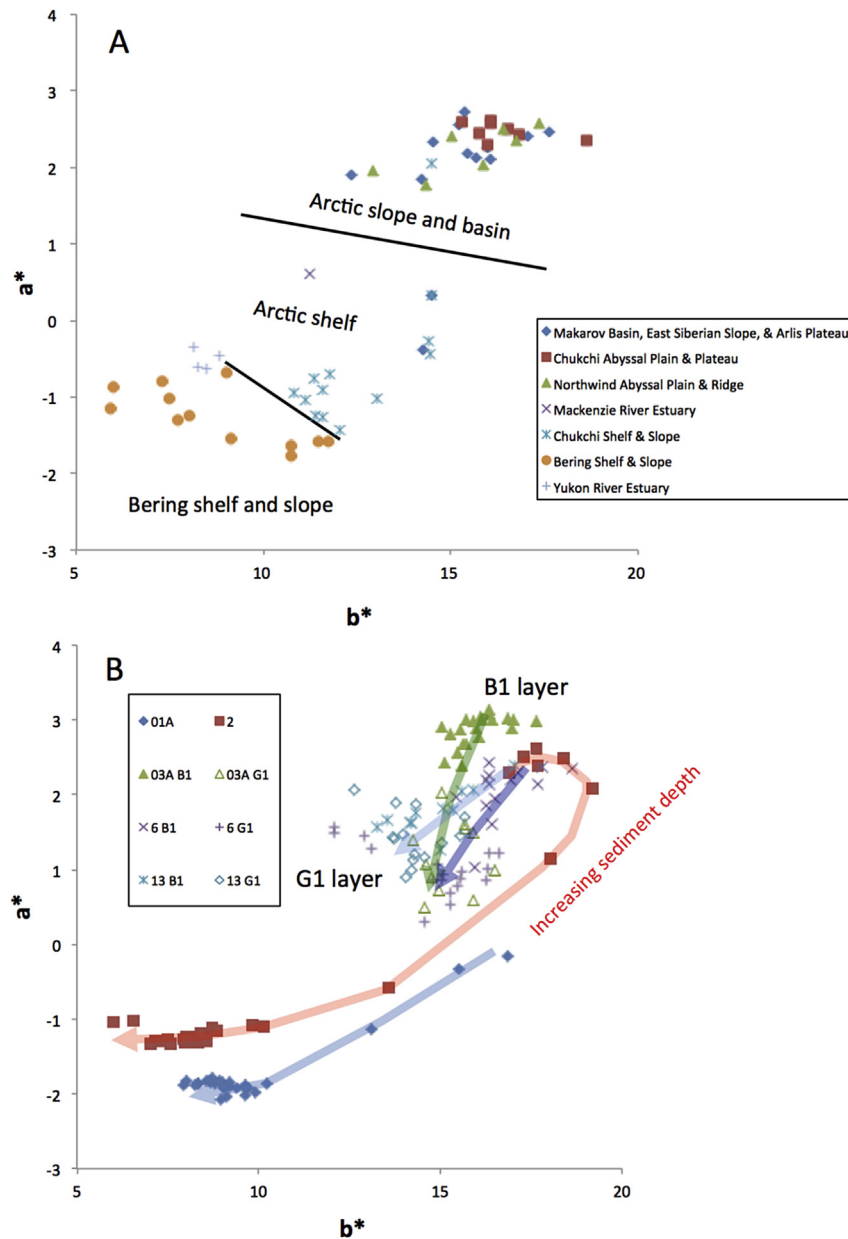 A
4
3
2
1
0
-1
-2
-3
a*
Arctic slope and basin
Arctic shelf
Bering shelf and slope
Makarov Basin, East Siberian Slope, & Arlis Plateau
Chukchi Abyssal Plain & Plateau
Northwind Abyssal Plain & Ridge
Mackenzie River Estuary
Chukchi Shelf & Slope
Bering Shelf & Slope
Yukon River Estuary
5 10 15 20
b*
B
4
3
2
1
0
-1
-2
-3
a*
01A 2
03A B1 03A G1
6 B1 6 G1
13 B1 13 G1
B1 layer
G1 layer
Increasing sediment depth
5 10 15 20
b*